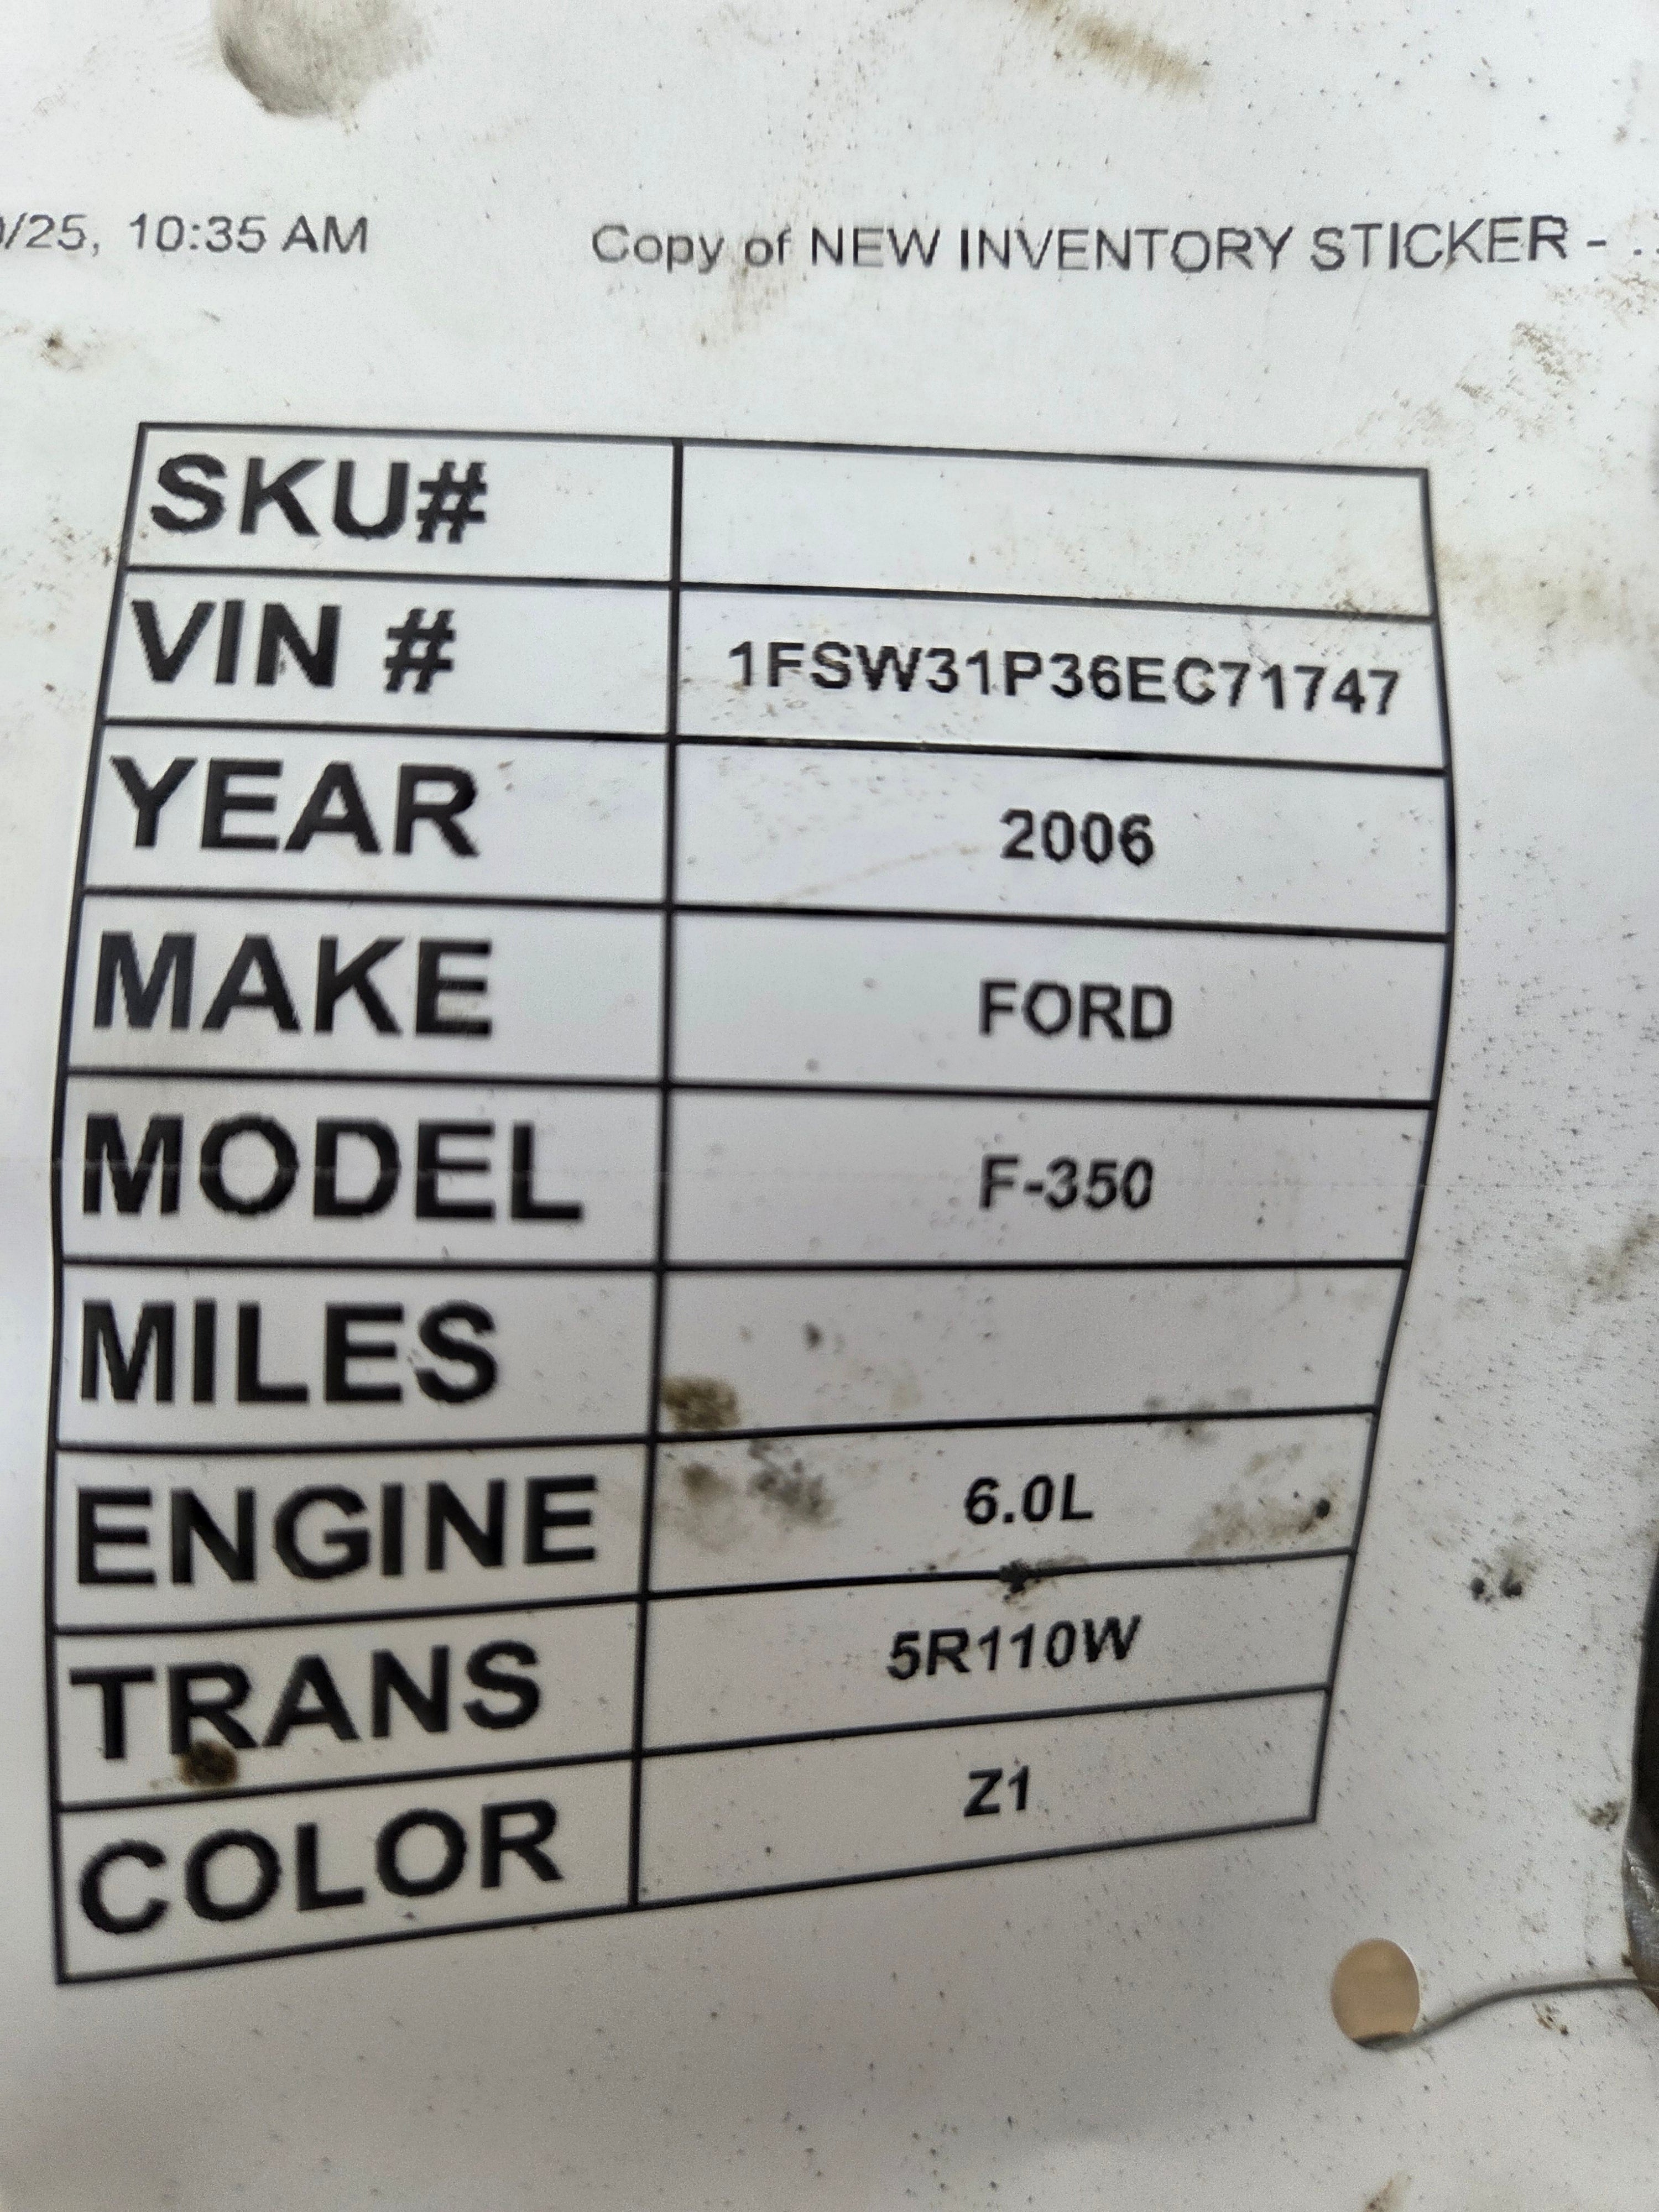 /25, 10:35 AM Copy of NEW INVENTORY STICKER - ...
SKU#
VIN # 1FSW31P36EC71747
YEAR 2006
MAKE FORD
MODEL F-350
MILES
ENGINE 6.0L
TRANS 5R110W
COLOR Z1